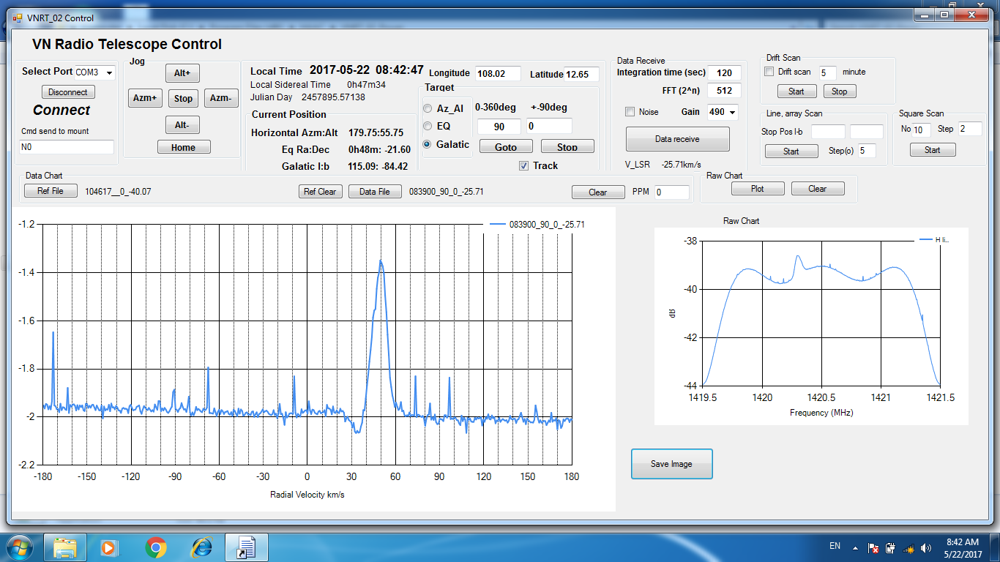 VNRT_02 Control
VN Radio Telescope Control
Select Port COM3
Disconnect
Connect
Cmd send to mount
N0
Jog
Alt+
Azm+ Stop Azm-
Alt-
Home
Local Time 2017-05-22 08:42:47
Local Sidereal Time 0h47m34
Julian Day 2457895.57138
Current Position
Horizontal Azm:Alt 179.75:55.75
Eq Ra:Dec 0h48m: -21.60
Galatic l:b 115.09: -84.42
Longitude 108.02 Latitude 12.65
Target
Az_Al 0-360deg +-90deg
EQ 90 0
Galatic Goto Stop
Track
Data Receive
Integration time (sec) 120
FFT (2^n) 512
Noise Gain 490
Data receive
V_LSR -25.71km/s
Drift Scan
Drift scan 5 minute
Start Stop
Line, array Scan
Stop Pos l-b
Start Step(o) 5
Square Scan
No 10 Step 2
Start
Data Chart
Ref File 104617__0_-40.07 Ref Clear Data File 083900_90_0_-25.71 Clear PPM 0
Raw Chart
Plot Clear
083900_90_0_-25.71
-1.2
-1.4
-1.6
-1.8
-2
-2.2
-180 -150 -120 -90 -60 -30 0 30 60 90 120 150 180
Radial Velocity km/s
Raw Chart
H li..
-38
-40
-42
-44
dB
1419.5 1420 1420.5 1421 1421.5
Frequency (MHz)
Save Image
EN
8:42 AM
5/22/2017